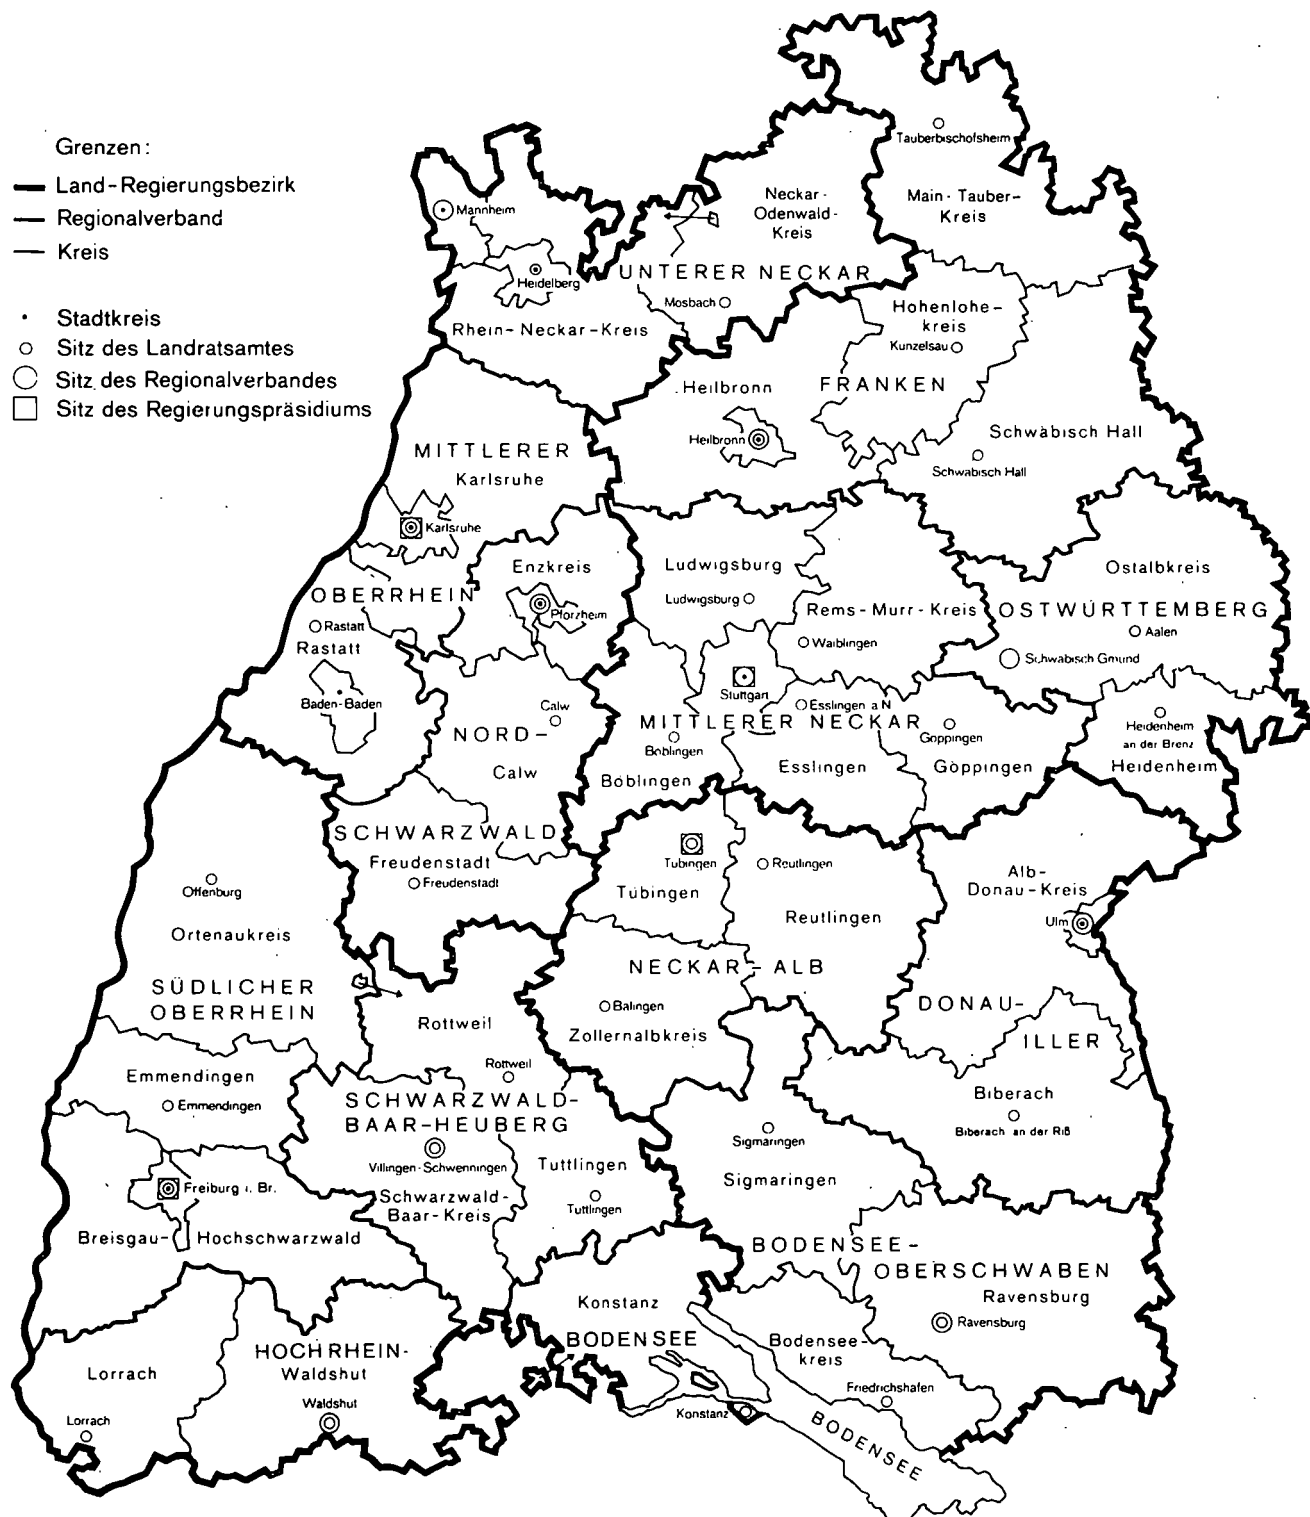 Grenzen:
Land-Regierungsbezirk
Regionalverband
Kreis
Stadtkreis
Sitz des Landratsamtes
Sitz des Regionalverbandes
Sitz des Regierungspräsidiums
Tauberbischofsheim
Main-Tauber-
Kreis
Neckar-
Odenwald-
Kreis
Mannheim
Heidelberg
UNTERER NECKAR
Mosbach
Rhein-Neckar-Kreis
Hohenlohe-
kreis
Kunzelsau
Heilbronn
FRANKEN
Heilbronn
Schwäbisch Hall
Schwabisch Hall
MITTLERER
Karlsruhe
Karlsruhe
Enzkreis
Pforzheim
OBERRHEIN
Rastatt
Rastatt
Baden-Baden
Ludwigsburg
Ludwigsburg
Rems-Murr-Kreis
Waiblingen
Ostalbkreis
OSTWÜRTTEMBERG
Aalen
Schwabisch Gmund
Stuttgart
Esslingen a N
MITTLERER NECKAR
Böblingen
Böblingen
Esslingen
Goppingen
Göppingen
Heidenheim
an der Brenz
Heidenheim
Calw
NORD-
Calw
SCHWARZWALD
Freudenstadt
Freudenstadt
Tübingen
Tübingen
Reutlingen
Reutlingen
Alb-
Donau-Kreis
Ulm
Offenburg
Ortenaukreis
SÜDLICHER
OBERRHEIN
NECKAR-ALB
Balingen
Zollernalbkreis
DONAU-
ILLER
Rottweil
Rottweil
Emmendingen
Emmendingen
SCHWARZWALD-
BAAR-HEUBERG
Villingen-Schwenningen
Schwarzwald-
Baar-Kreis
Tuttlingen
Tuttlingen
Sigmaringen
Sigmaringen
Biberach
Biberach an der Riß
Freiburg i. Br.
Breisgau-Hochschwarzwald
BODENSEE-
OBERSCHWABEN
Ravensburg
Ravensburg
Konstanz
BODENSEE
Bodensee-
kreis
Friedrichshafen
Konstanz
BODENSEE
HOCHRHEIN-
Waldshut
Waldshut
Lorrach
Lorrach